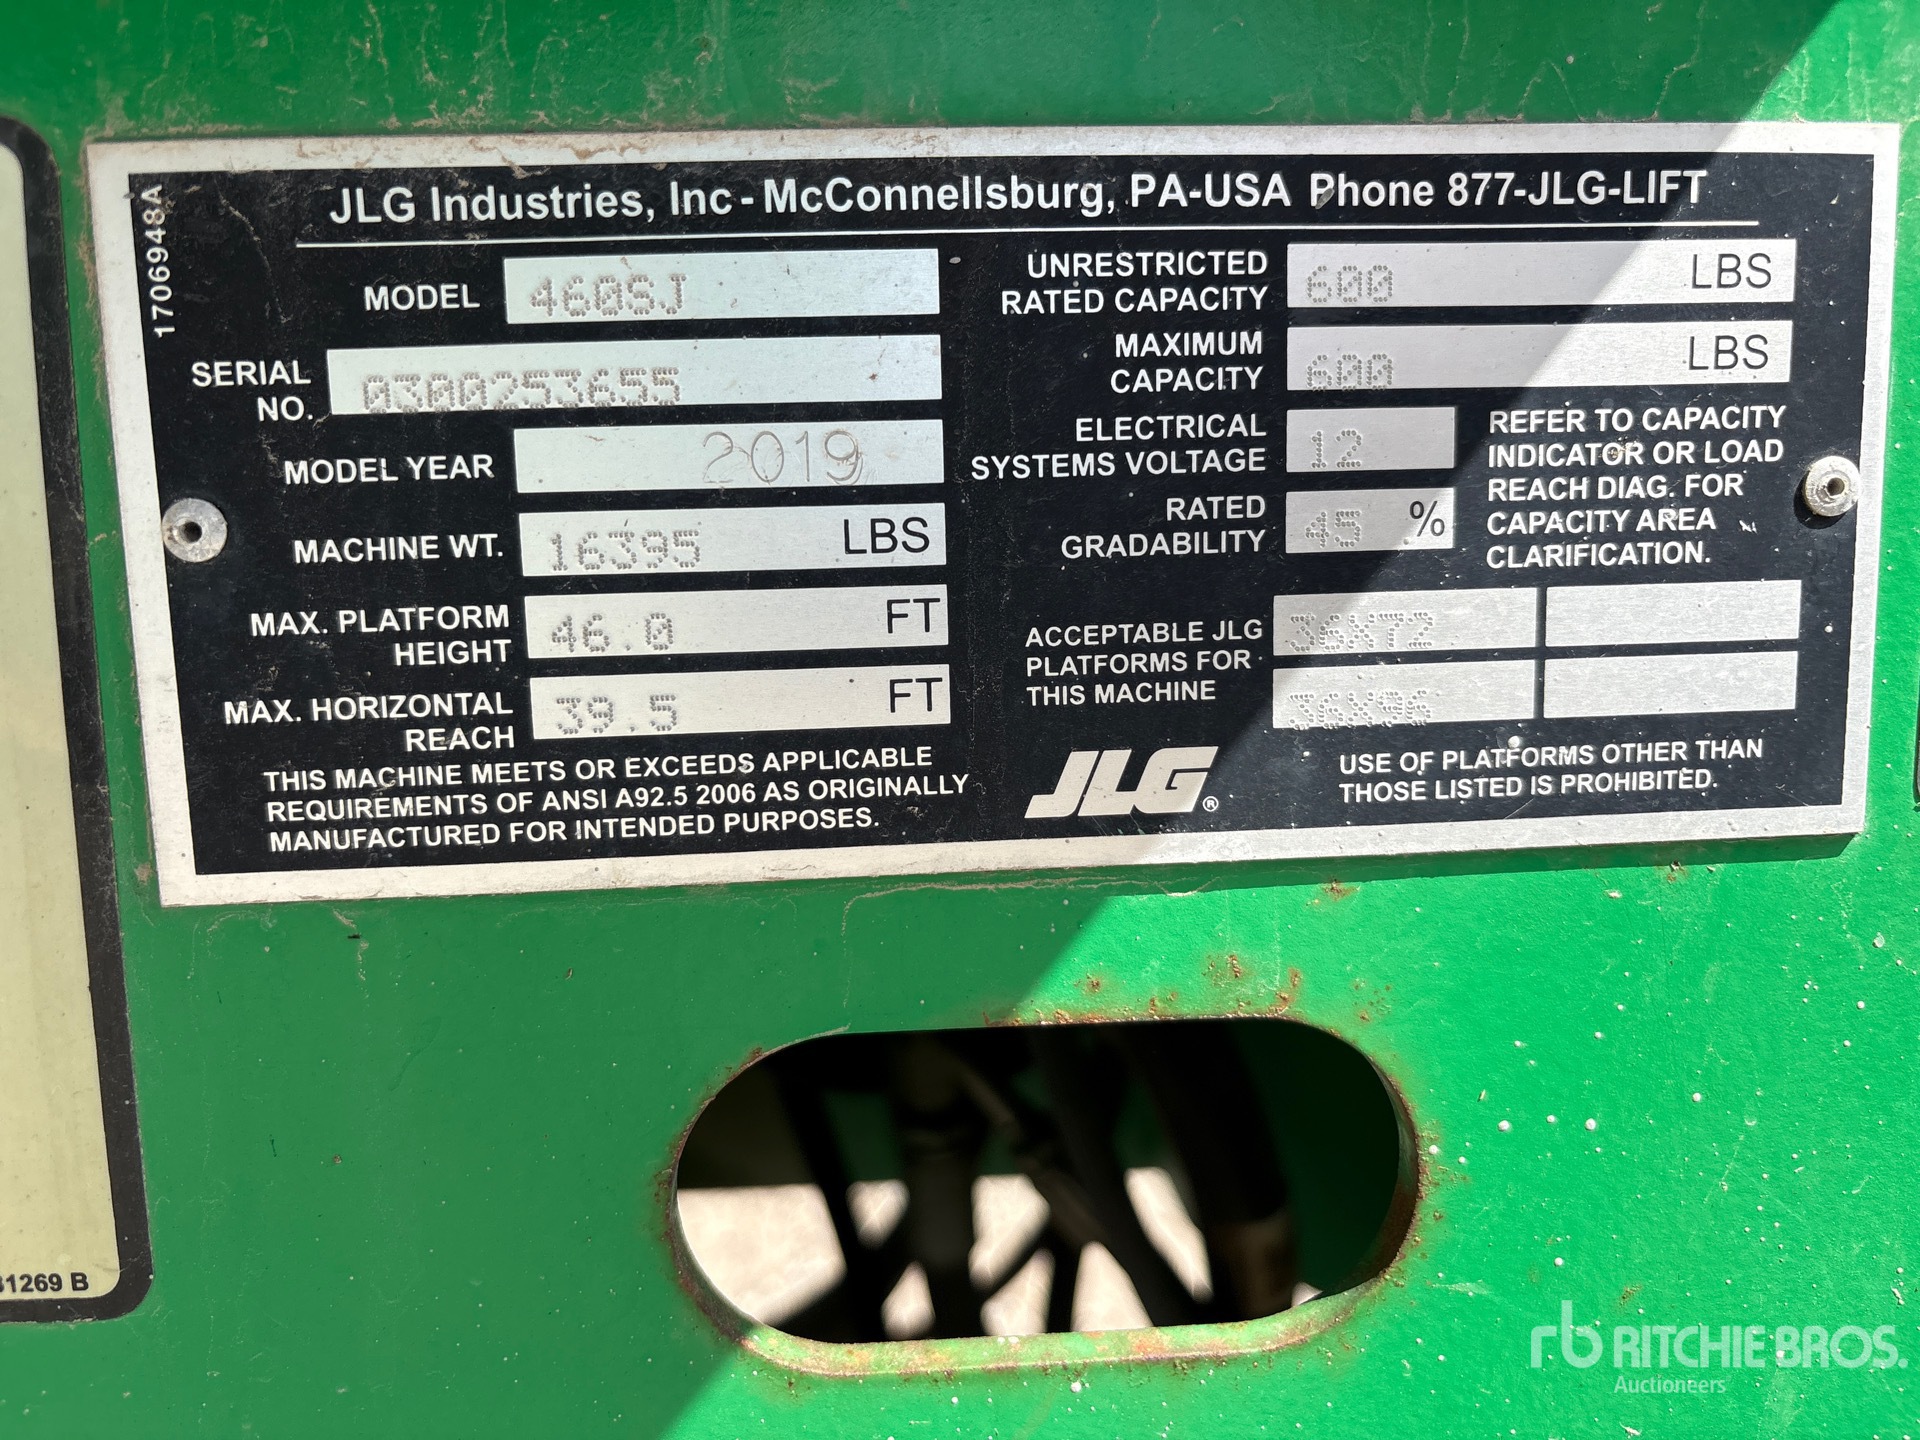 1706948A
JLG Industries, Inc - McConnellsburg, PA-USA Phone 877-JLG-LIFT
MODEL 460SJ
SERIAL NO. 0300253655
MODEL YEAR 2019
MACHINE WT. 16395 LBS
MAX. PLATFORM HEIGHT 46.0 FT
MAX. HORIZONTAL REACH 39.5 FT
THIS MACHINE MEETS OR EXCEEDS APPLICABLE
REQUIREMENTS OF ANSI A92.5 2006 AS ORIGINALLY
MANUFACTURED FOR INTENDED PURPOSES.
UNRESTRICTED
RATED CAPACITY 600 LBS
MAXIMUM
CAPACITY 600 LBS
ELECTRICAL
SYSTEMS VOLTAGE 12
RATED
GRADABILITY 45 %
REFER TO CAPACITY
INDICATOR OR LOAD
REACH DIAG. FOR
CAPACITY AREA
CLARIFICATION.
ACCEPTABLE JLG
PLATFORMS FOR
THIS MACHINE
36X72
36X96
JLG®
USE OF PLATFORMS OTHER THAN
THOSE LISTED IS PROHIBITED.
31269 B
rb RITCHIE BROS.
Auctioneers